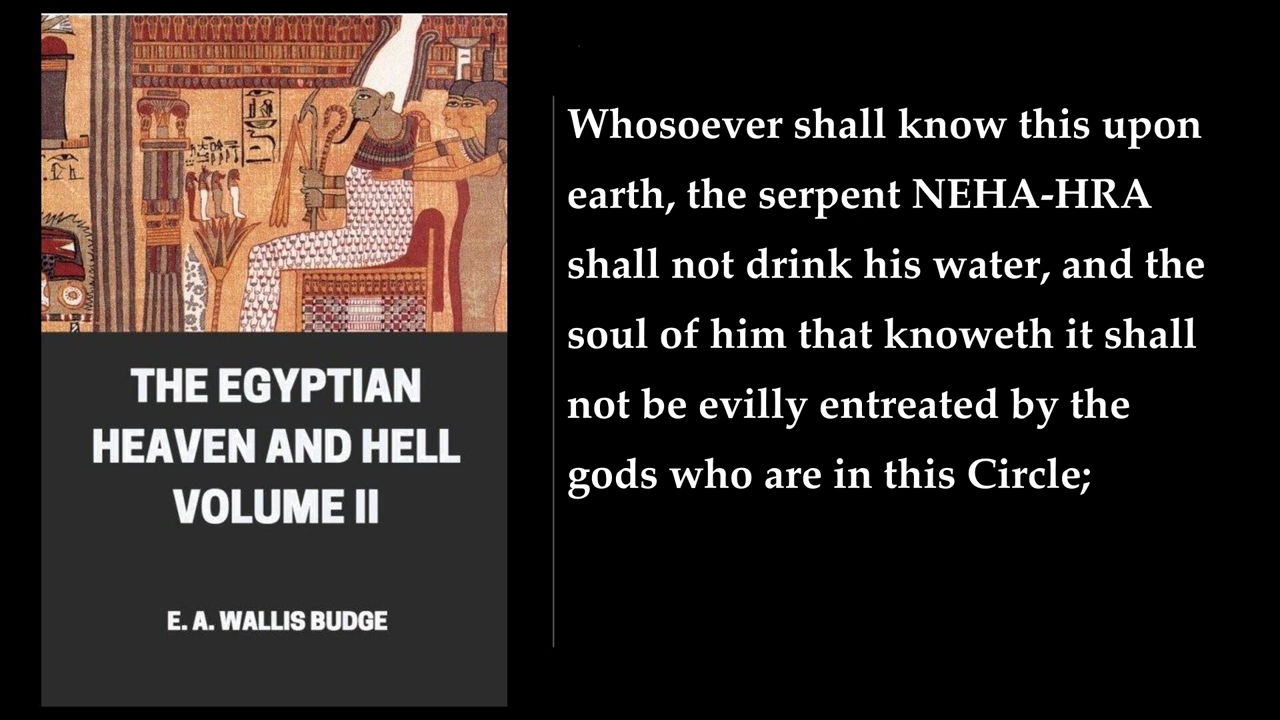 THE EGYPTIAN
HEAVEN AND HELL
VOLUME II
E. A. WALLIS BUDGE
Whosoever shall know this upon
earth, the serpent NEHA-HRA
shall not drink his water, and the
soul of him that knoweth it shall
not be evilly entreated by the
gods who are in this Circle;